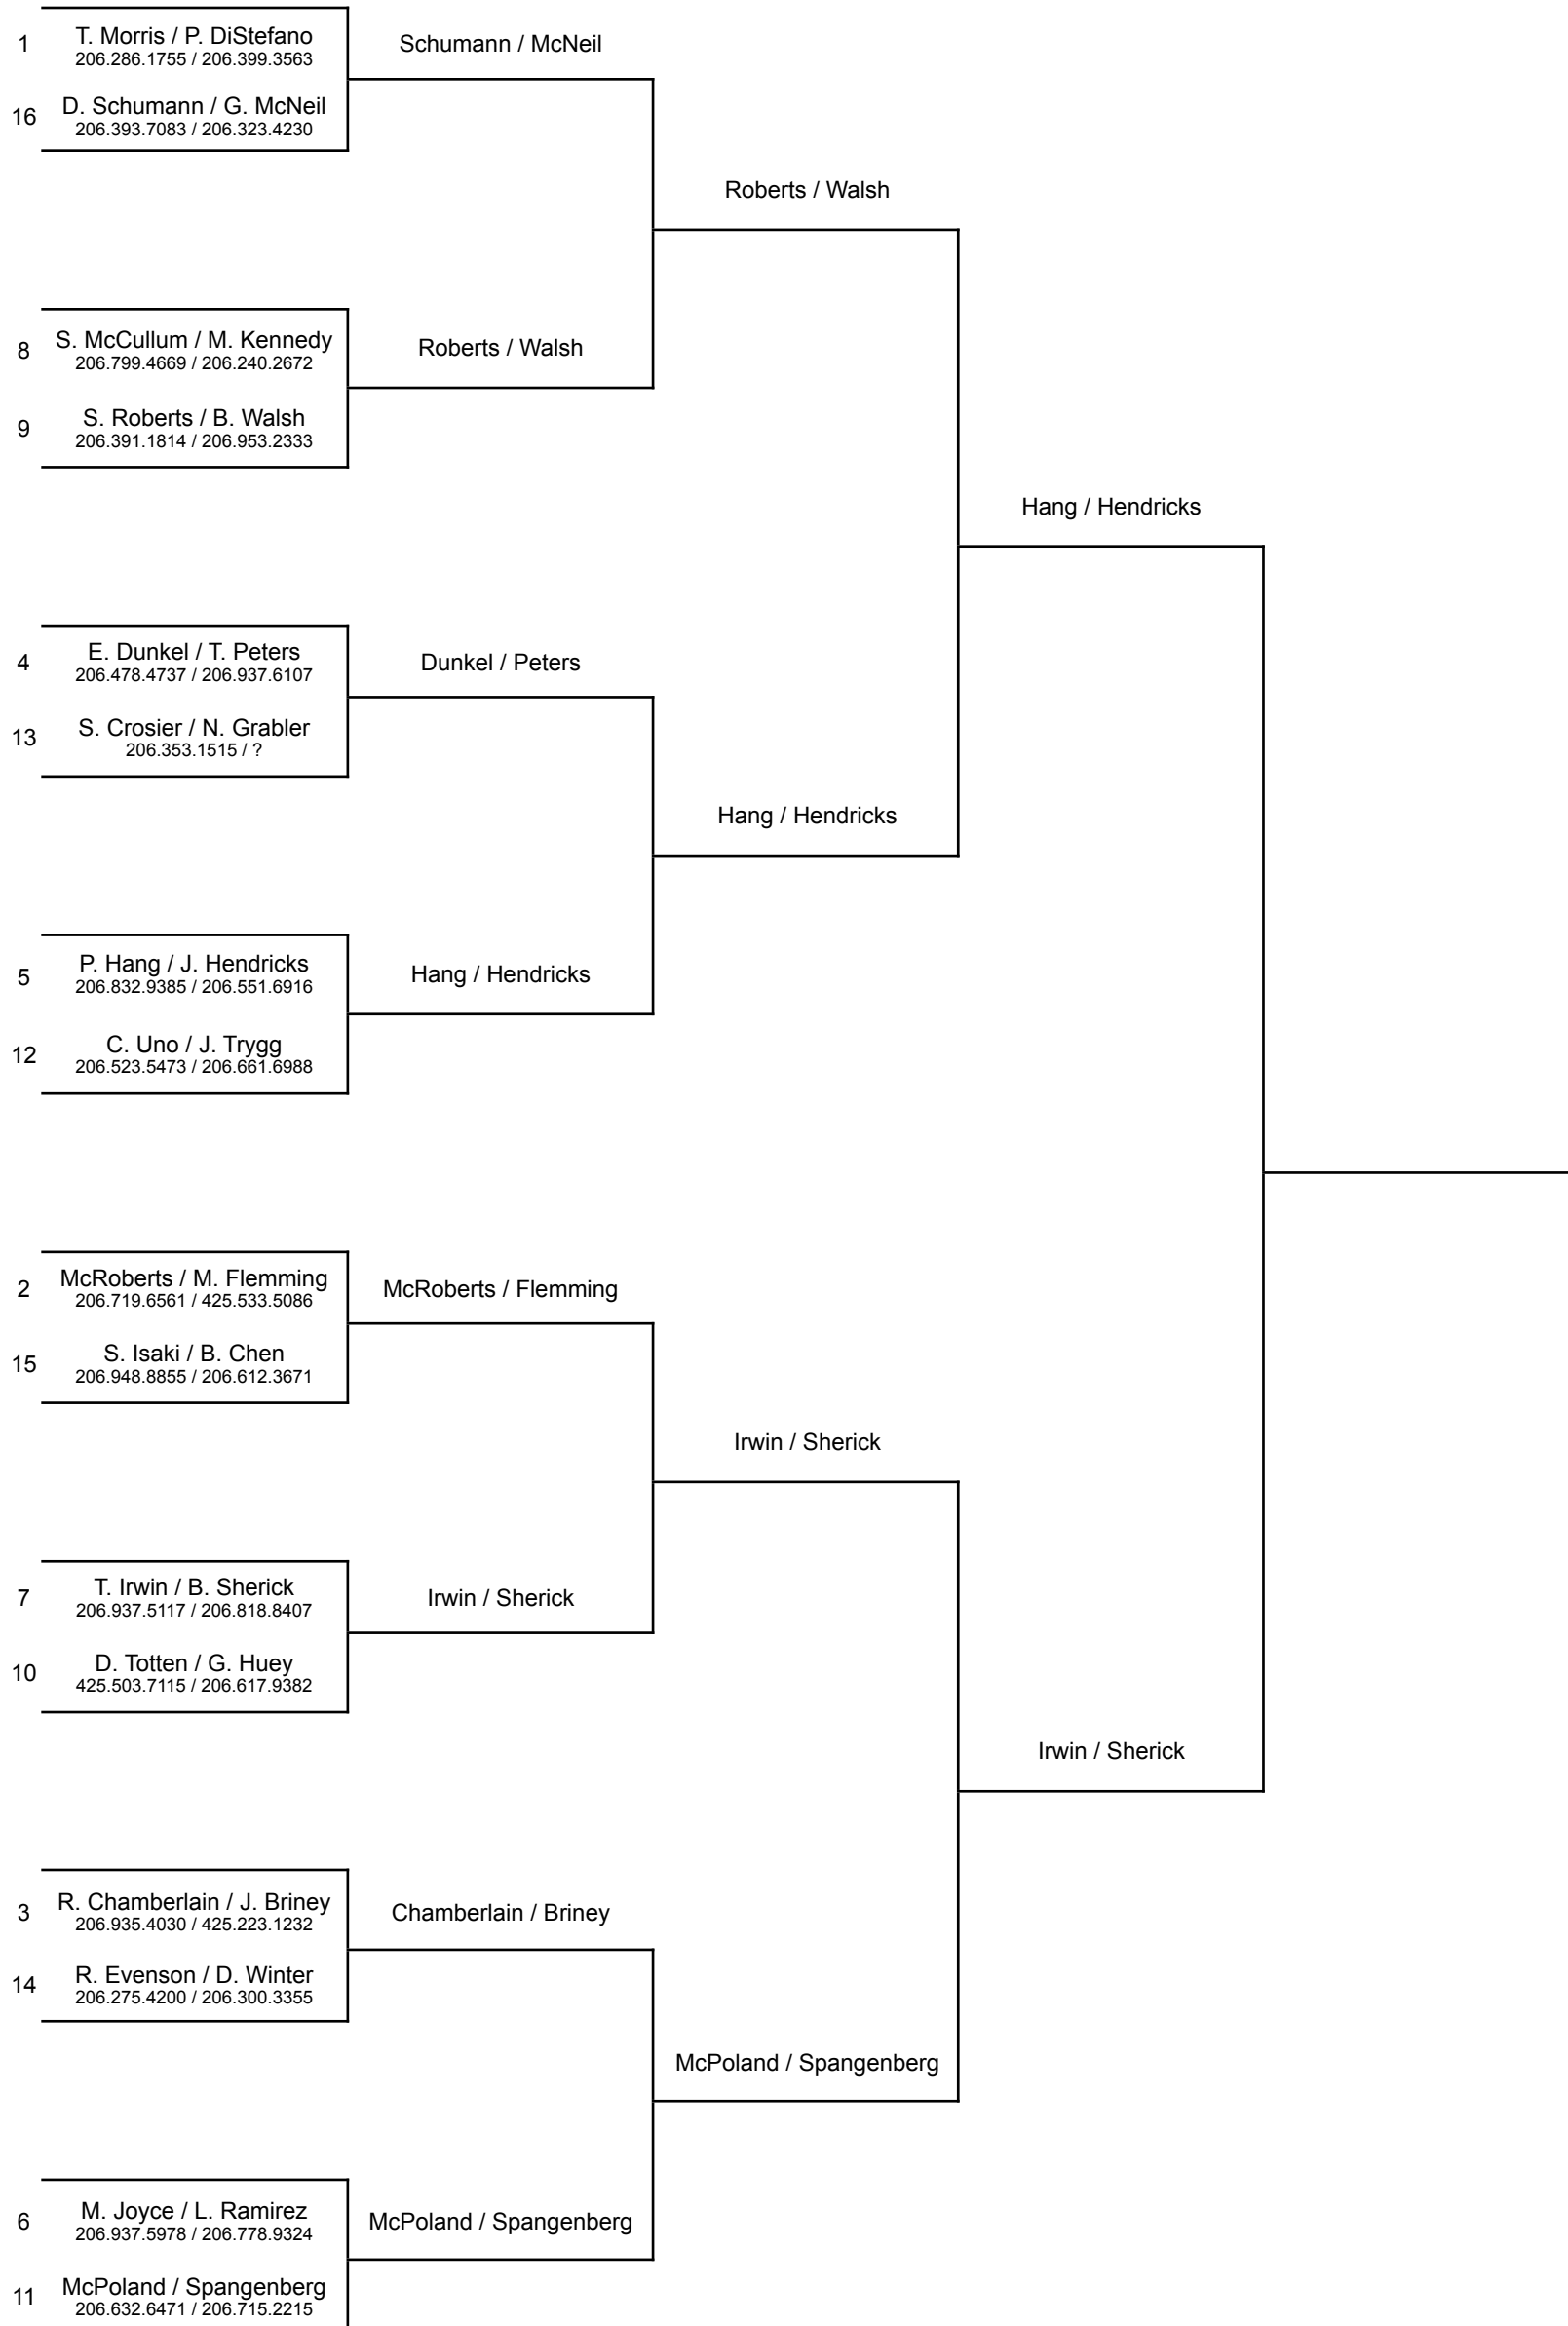 1
T. Morris / P. DiStefano
206.286.1755 / 206.399.3563
Schumann / McNeil
16
D. Schumann / G. McNeil
206.393.7083 / 206.323.4230
Roberts / Walsh
8
S. McCullum / M. Kennedy
206.799.4669 / 206.240.2672
Roberts / Walsh
9
S. Roberts / B. Walsh
206.391.1814 / 206.953.2333
Hang / Hendricks
4
E. Dunkel / T. Peters
206.478.4737 / 206.937.6107
Dunkel / Peters
13
S. Crosier / N. Grabler
206.353.1515 / ?
Hang / Hendricks
5
P. Hang / J. Hendricks
206.832.9385 / 206.551.6916
Hang / Hendricks
12
C. Uno / J. Trygg
206.523.5473 / 206.661.6988
2
McRoberts / M. Flemming
206.719.6561 / 425.533.5086
McRoberts / Flemming
15
S. Isaki / B. Chen
206.948.8855 / 206.612.3671
Irwin / Sherick
7
T. Irwin / B. Sherick
206.937.5117 / 206.818.8407
Irwin / Sherick
10
D. Totten / G. Huey
425.503.7115 / 206.617.9382
Irwin / Sherick
3
R. Chamberlain / J. Briney
206.935.4030 / 425.223.1232
Chamberlain / Briney
14
R. Evenson / D. Winter
206.275.4200 / 206.300.3355
McPoland / Spangenberg
6
M. Joyce / L. Ramirez
206.937.5978 / 206.778.9324
McPoland / Spangenberg
11
McPoland / Spangenberg
206.632.6471 / 206.715.2215